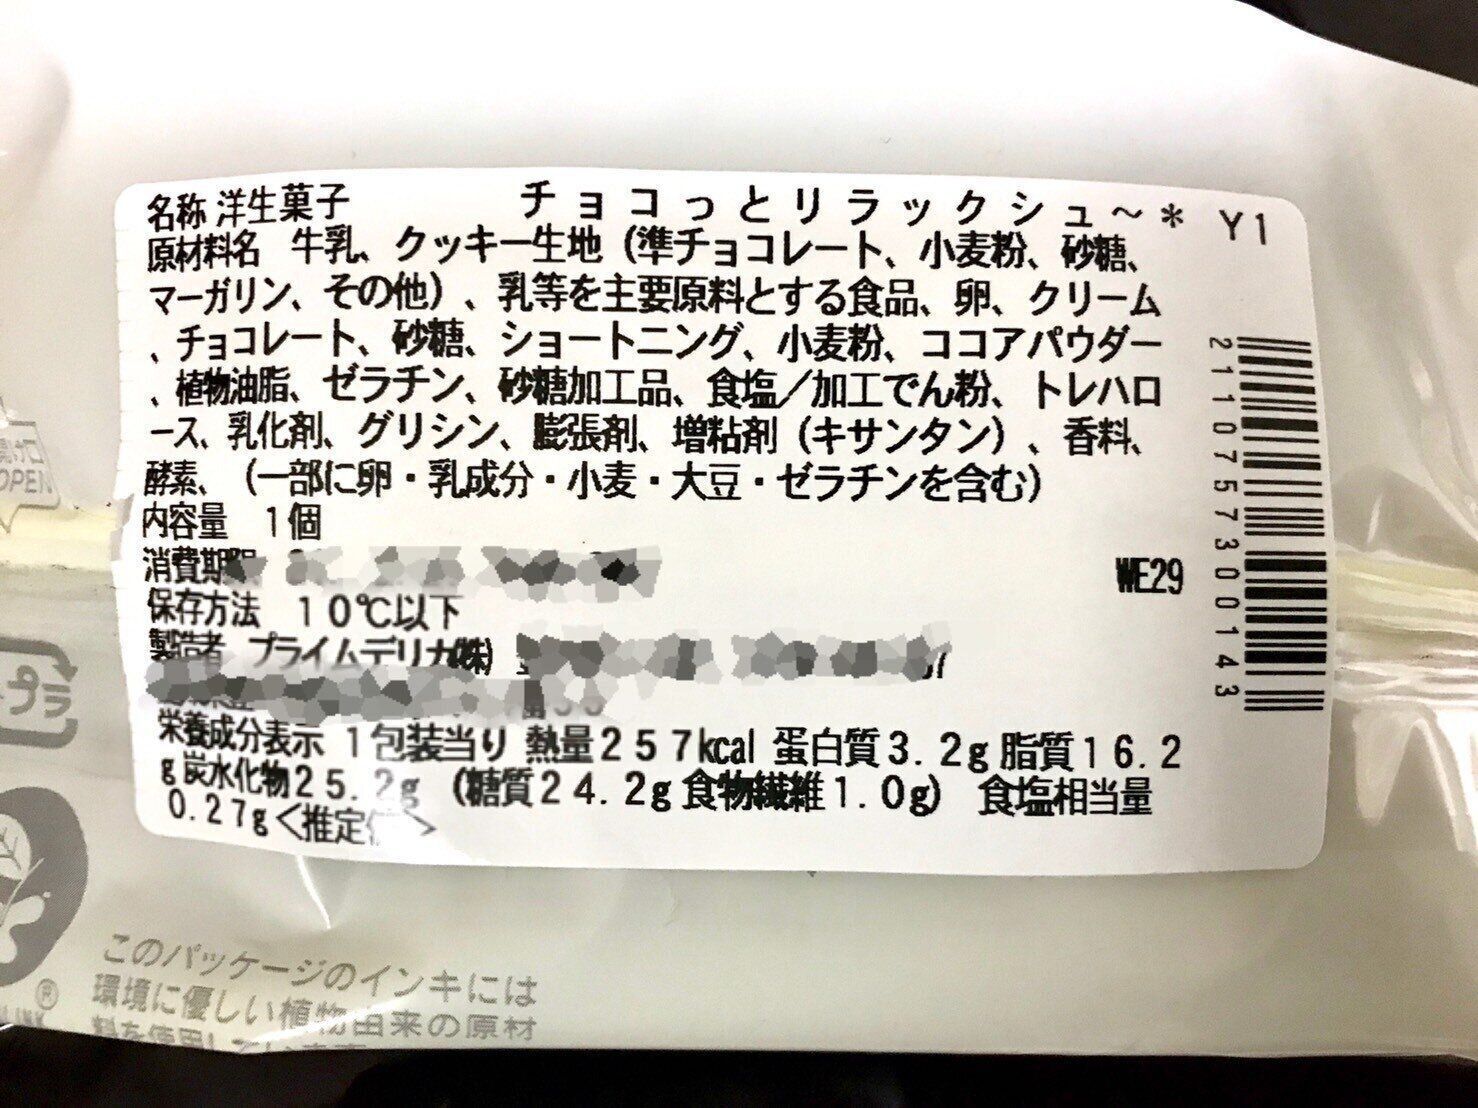 名称 洋生菓子 チョコっとリラックシュ～＊ Y1
原材料名 牛乳、クッキー生地（準チョコレート、小麦粉、砂糖、
マーガリン、その他）、乳等を主要原料とする食品、卵、クリーム
、チョコレート、砂糖、ショートニング、小麦粉、ココアパウダー
、植物油脂、ゼラチン、砂糖加工品、食塩／加工でん粉、トレハロ
ース、乳化剤、グリシン、膨張剤、増粘剤（キサンタン）、香料、
酵素、（一部に卵・乳成分・小麦・大豆・ゼラチンを含む）
内容量 1個
消費期限
WE29
保存方法 10℃以下
製造者 プライムデリカ(株)
栄養成分表示 1包装当り 熱量257kcal 蛋白質3.2g 脂質16.2
g 炭水化物25.2g （糖質24.2g 食物繊維1.0g） 食塩相当量
0.27g＜推定値＞
2110757300143
OPEN
プラ
このパッケージのインキには
環境に優しい植物由来の原材